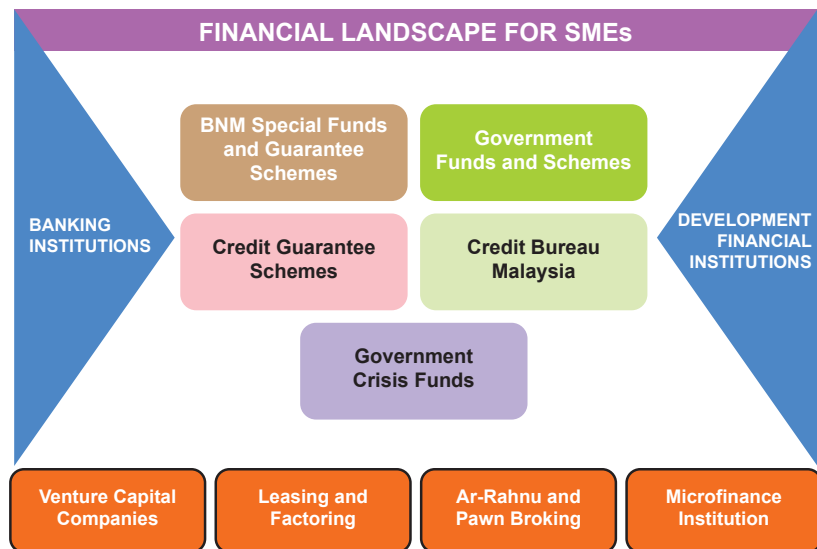 FINANCIAL LANDSCAPE FOR SMEs
BNM Special Funds
and Guarantee
Schemes
Government
Funds and Schemes
BANKING
INSTITUTIONS
DEVELOPMENT
FINANCIAL
INSTITUTIONS
Credit Guarantee
Schemes
Credit Bureau
Malaysia
Government
Crisis Funds
Venture Capital
Companies
Leasing and
Factoring
Ar-Rahnu and
Pawn Broking
Microfinance
Institution